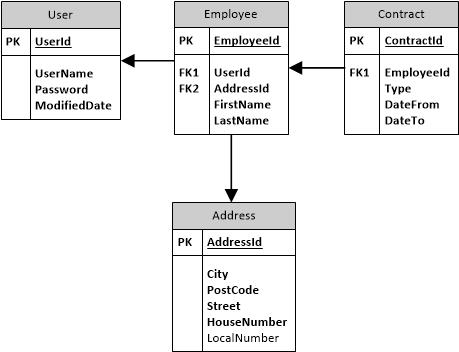 User
PK UserId
UserName
Password
ModifiedDate
Employee
PK EmployeeId
FK1 UserId
FK2 AddressId
FirstName
LastName
Contract
PK ContractId
FK1 EmployeeId
Type
DateFrom
DateTo
Address
PK AddressId
City
PostCode
Street
HouseNumber
LocalNumber